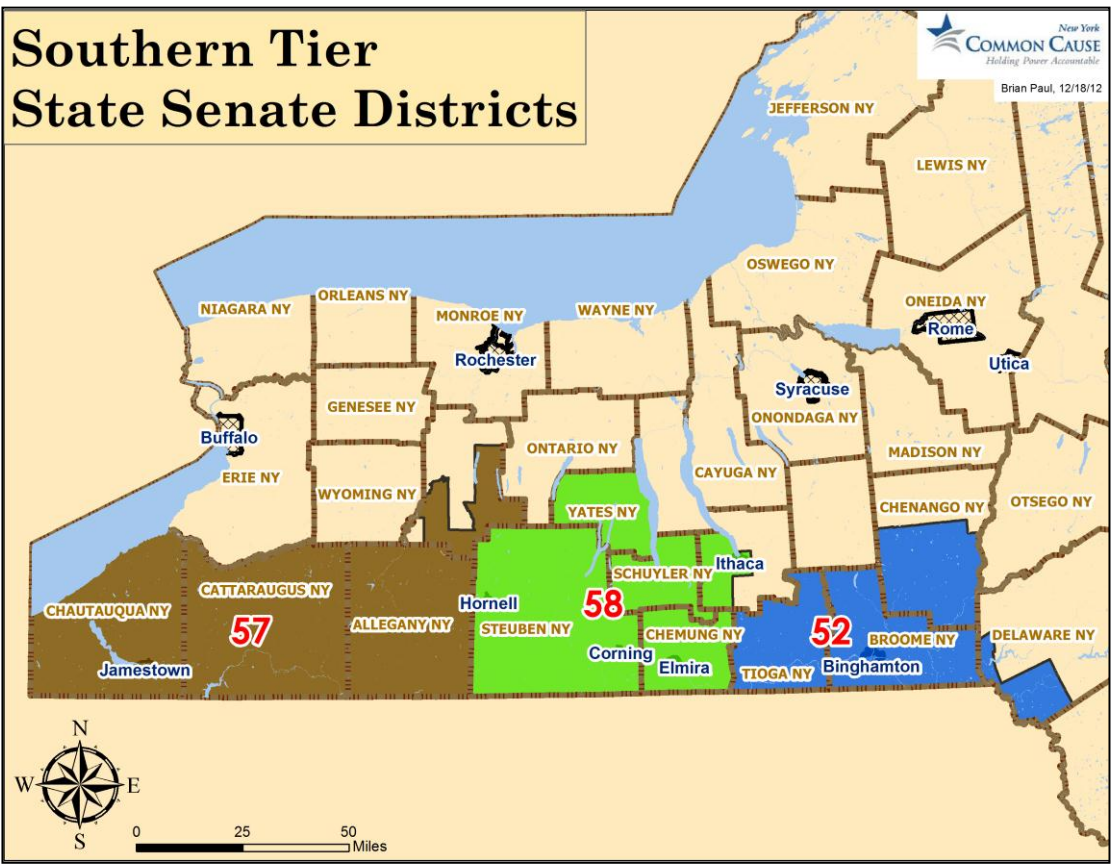 Southern Tier
State Senate Districts
New York
COMMON CAUSE
Holding Power Accountable
Brian Paul, 12/18/12
JEFFERSON NY
LEWIS NY
OSWEGO NY
ORLEANS NY
NIAGARA NY
MONROE NY
WAYNE NY
ONEIDA NY
Rome
Rochester
Utica
Syracuse
GENESEE NY
ONONDAGA NY
Buffalo
ONTARIO NY
MADISON NY
ERIE NY
CAYUGA NY
WYOMING NY
OTSEGO NY
CHENANGO NY
YATES NY
Ithaca
SCHUYLER NY
CATTARAUGUS NY
Hornell
58
CHAUTAUQUA NY
57
ALLEGANY NY
STEUBEN NY
CHEMUNG NY
52
BROOME NY
DELAWARE NY
Corning
Jamestown
Elmira
TIOGA NY
Binghamton
N
W
E
S
0 25 50
Miles